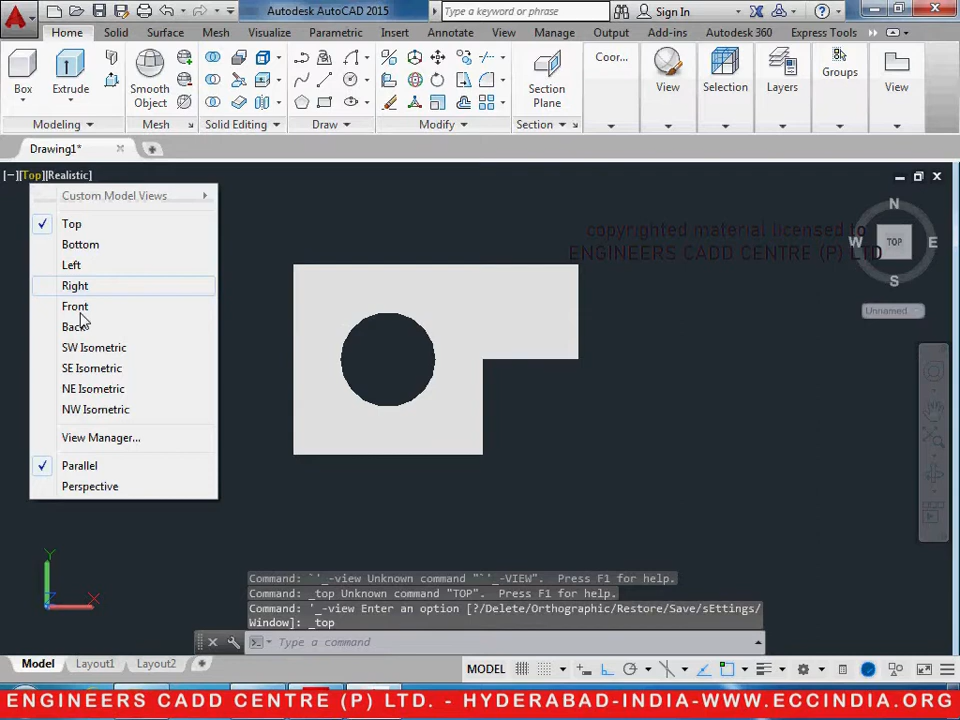 Autodesk AutoCAD 2015
Type a keyword or phrase
Sign In
Home Solid Surface Mesh Visualize Parametric Insert Annotate View Manage Output Add-ins Autodesk 360 Express Tools
Box Extrude Smooth Object Section Plane Coor... View Selection Layers Groups View
Modeling Mesh Solid Editing Draw Modify Section
Drawing1*
[−][Top][Realistic]
Custom Model Views
Top
Bottom
Left
Right
Front
Back
SW Isometric
SE Isometric
NE Isometric
NW Isometric
View Manager...
Parallel
Perspective
copyrighted material licensed to
ENGINEERS CADD CENTRE (P) LTD
N
W TOP E
S
Unnamed
Y
X
Command: `'_-view Unknown command "`'_-VIEW".  Press F1 for help.
Command: _top Unknown command "TOP".  Press F1 for help.
Command: '_-view Enter an option [?/Delete/Orthographic/Restore/Save/sEttings/
Window]: _top
Type a command
Model Layout1 Layout2
MODEL
ENGINEERS CADD CENTRE (P) LTD. - HYDERABAD-INDIA-WWW.ECCINDIA.ORG